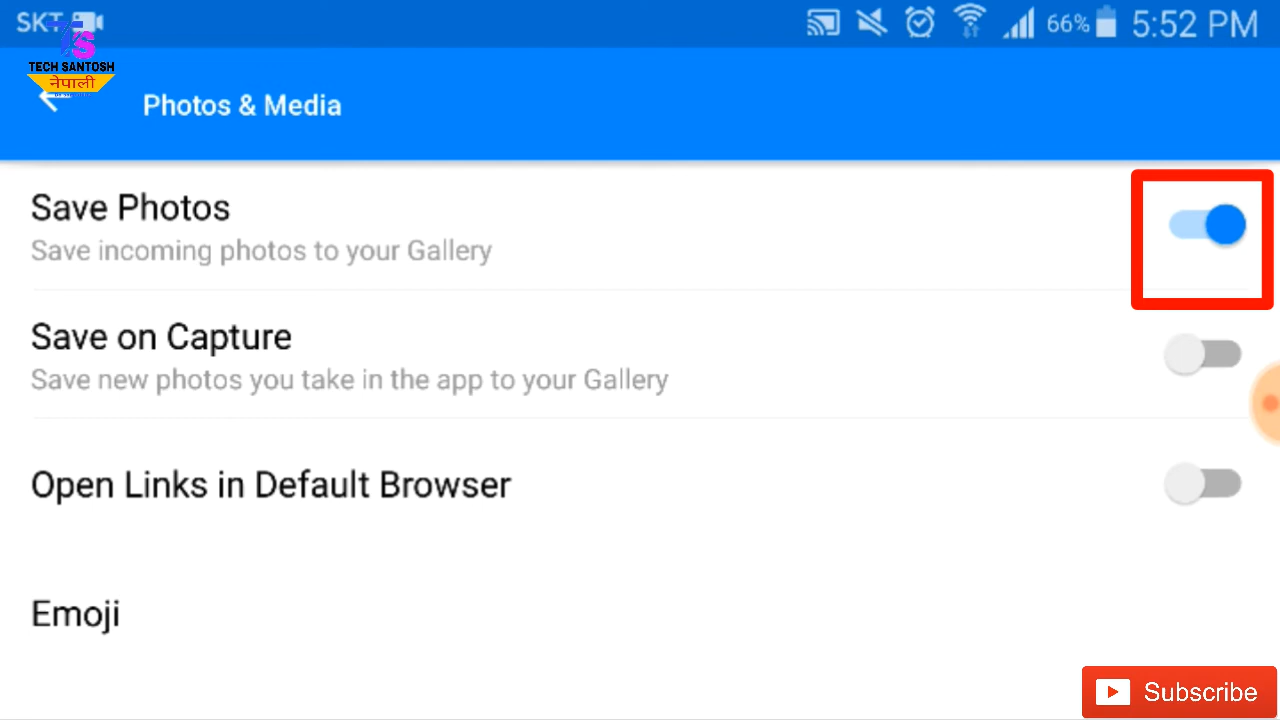 SKT
66% 5:52 PM
TS
TECH SANTOSH
नेपाली
Photos & Media
Save Photos
Save incoming photos to your Gallery
Save on Capture
Save new photos you take in the app to your Gallery
Open Links in Default Browser
Emoji
Subscribe